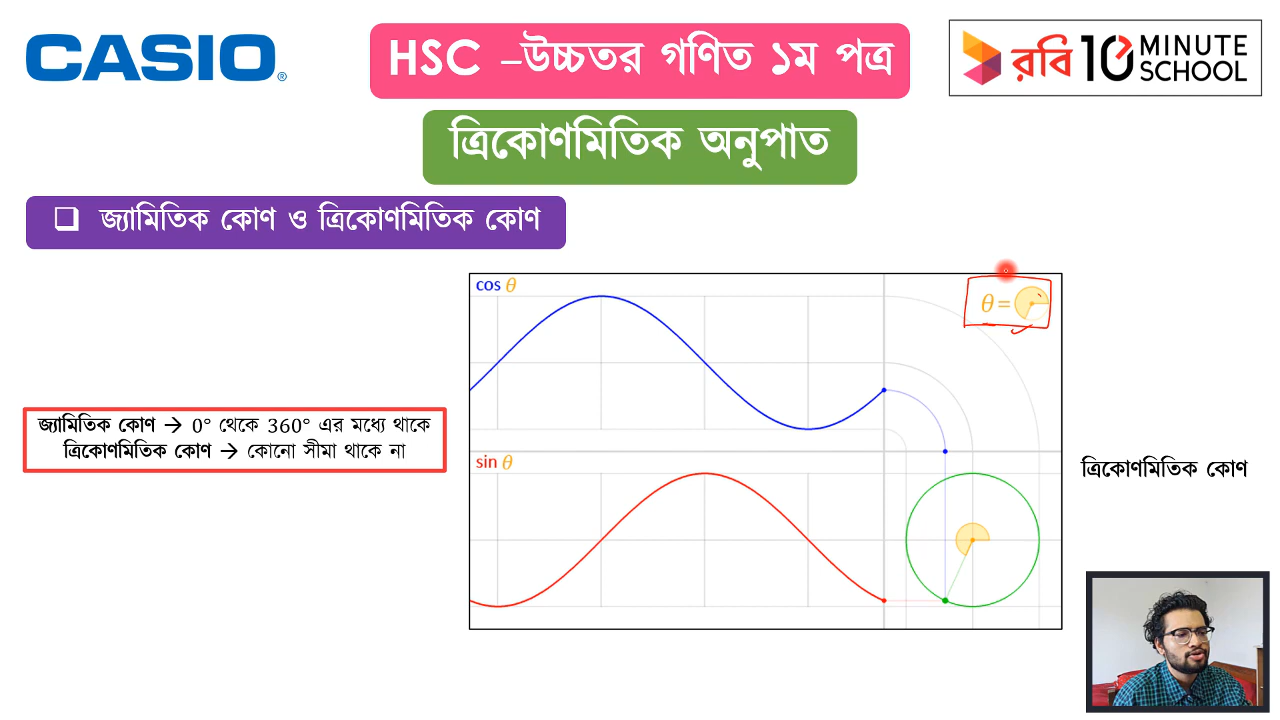 CASIO®
HSC –উচ্চতর গণিত ১ম পত্র
রবি 10 MINUTE SCHOOL
ত্রিকোণমিতিক অনুপাত
❑ জ্যামিতিক কোণ ও ত্রিকোণমিতিক কোণ
cos θ
θ =
জ্যামিতিক কোণ → 0° থেকে 360° এর মধ্যে থাকে
ত্রিকোণমিতিক কোণ → কোনো সীমা থাকে না
sin θ
ত্রিকোণমিতিক কোণ